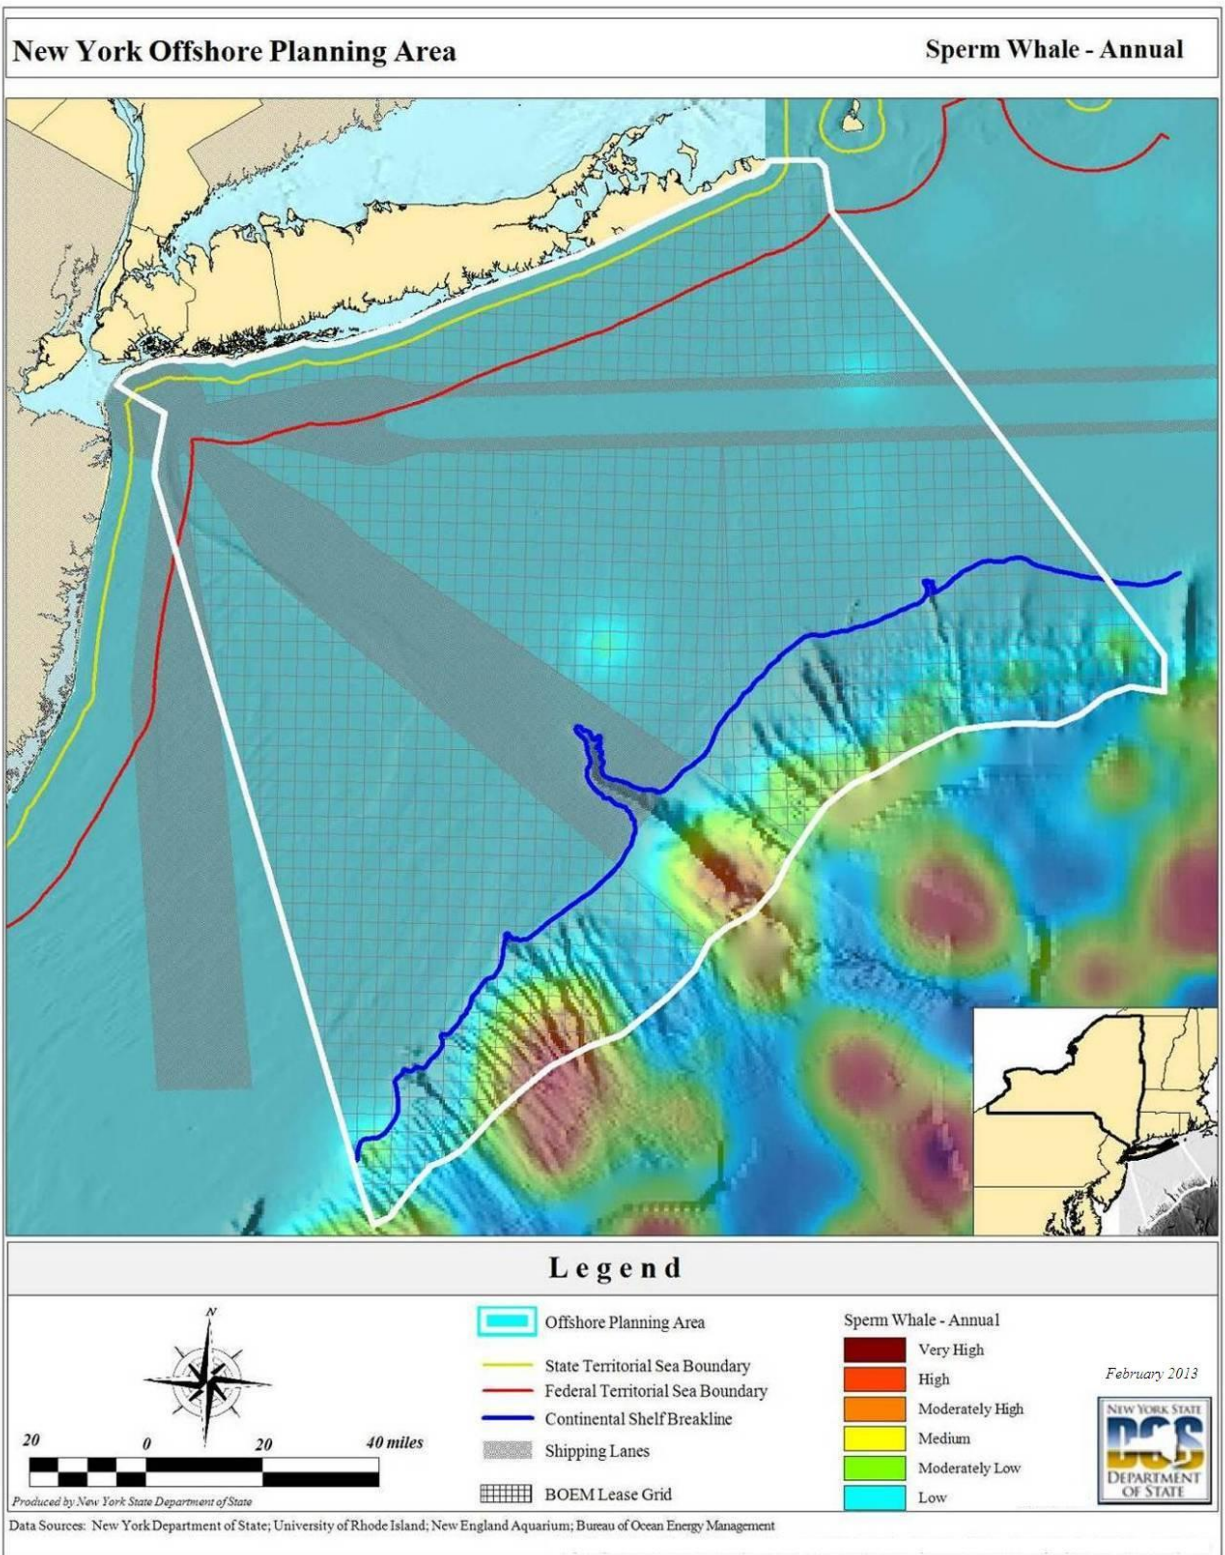 New York Offshore Planning Area
Sperm Whale - Annual
Legend
N
20 0 20 40 miles
Produced by New York State Department of State
Offshore Planning Area
State Territorial Sea Boundary
Federal Territorial Sea Boundary
Continental Shelf Breakline
Shipping Lanes
BOEM Lease Grid
Sperm Whale - Annual
Very High
High
Moderately High
Medium
Moderately Low
Low
February 2013
NEW YORK STATE
DOS
DEPARTMENT
OF STATE
Data Sources: New York Department of State; University of Rhode Island; New England Aquarium; Bureau of Ocean Energy Management